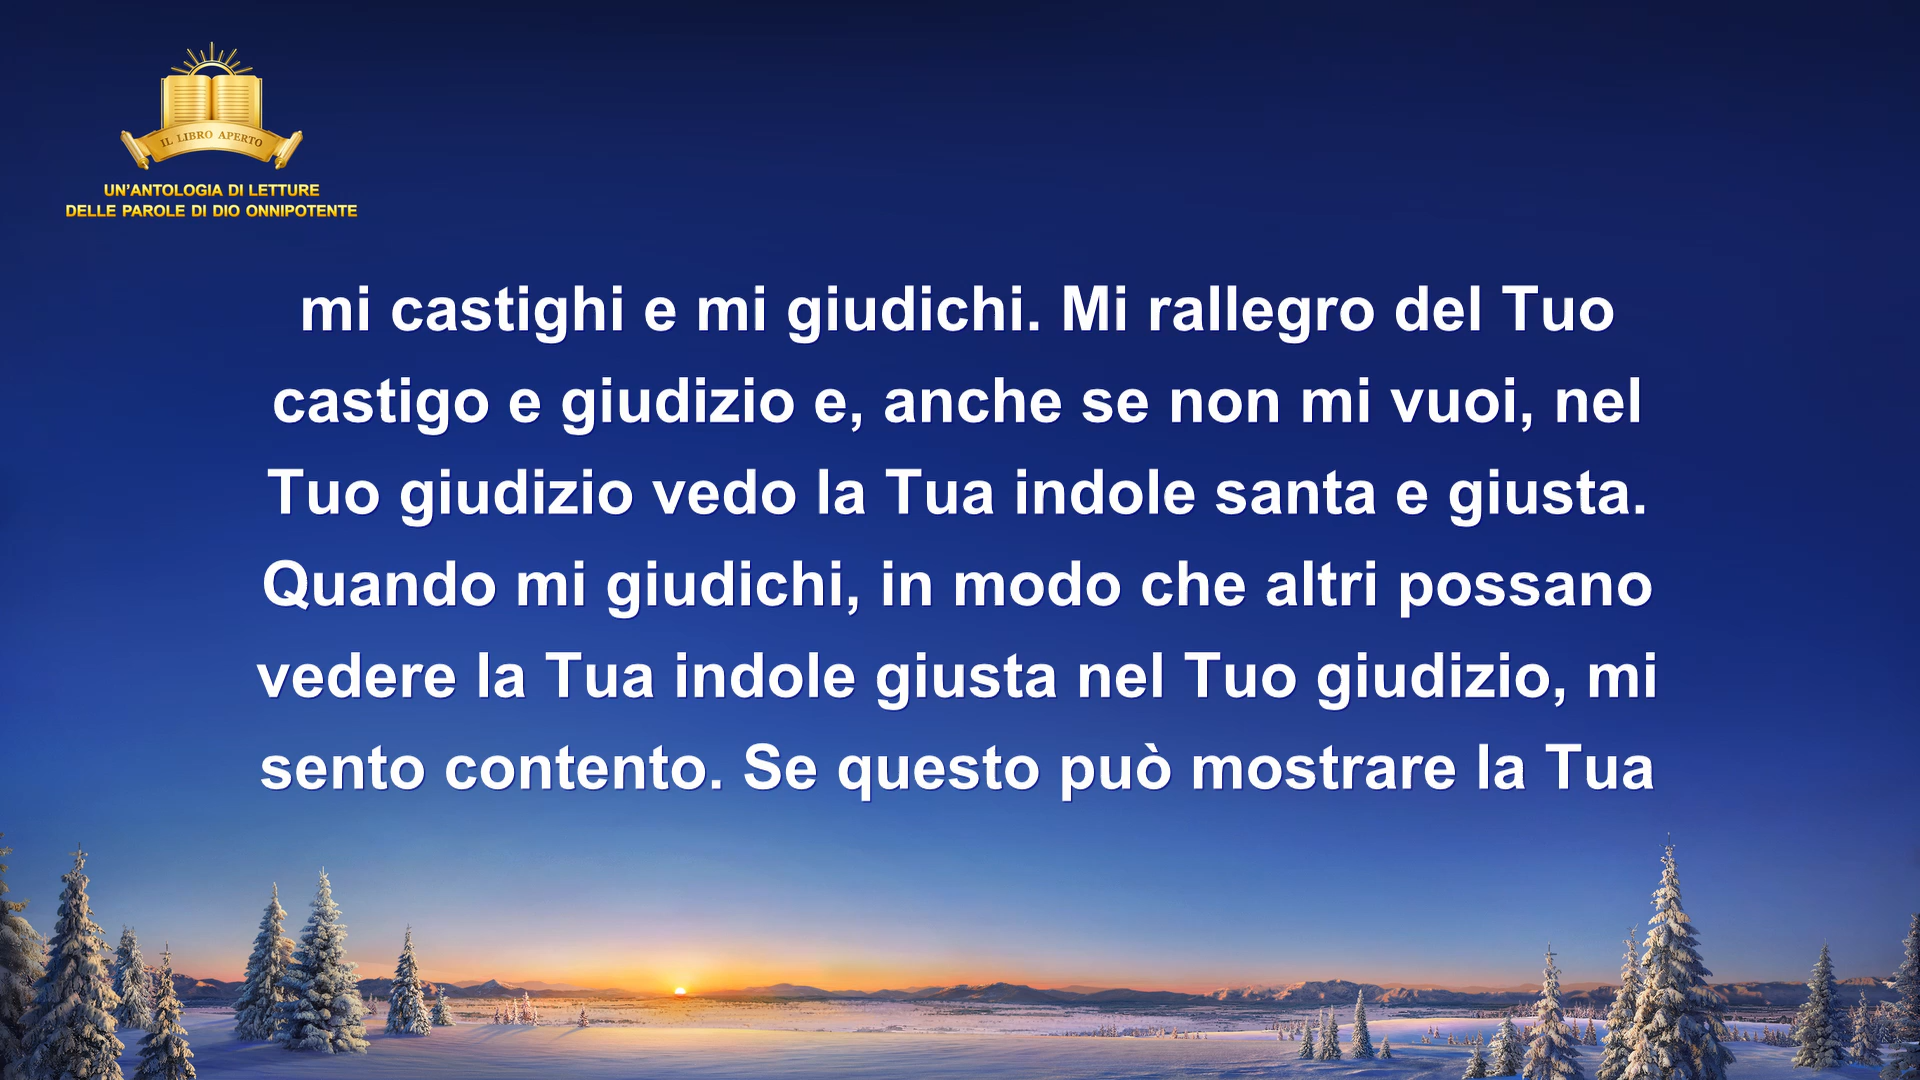 IL LIBRO APERTO
UN’ANTOLOGIA DI LETTURE
DELLE PAROLE DI DIO ONNIPOTENTE
mi castighi e mi giudichi. Mi rallegro del Tuo
castigo e giudizio e, anche se non mi vuoi, nel
Tuo giudizio vedo la Tua indole santa e giusta.
Quando mi giudichi, in modo che altri possano
vedere la Tua indole giusta nel Tuo giudizio, mi
sento contento. Se questo può mostrare la Tua